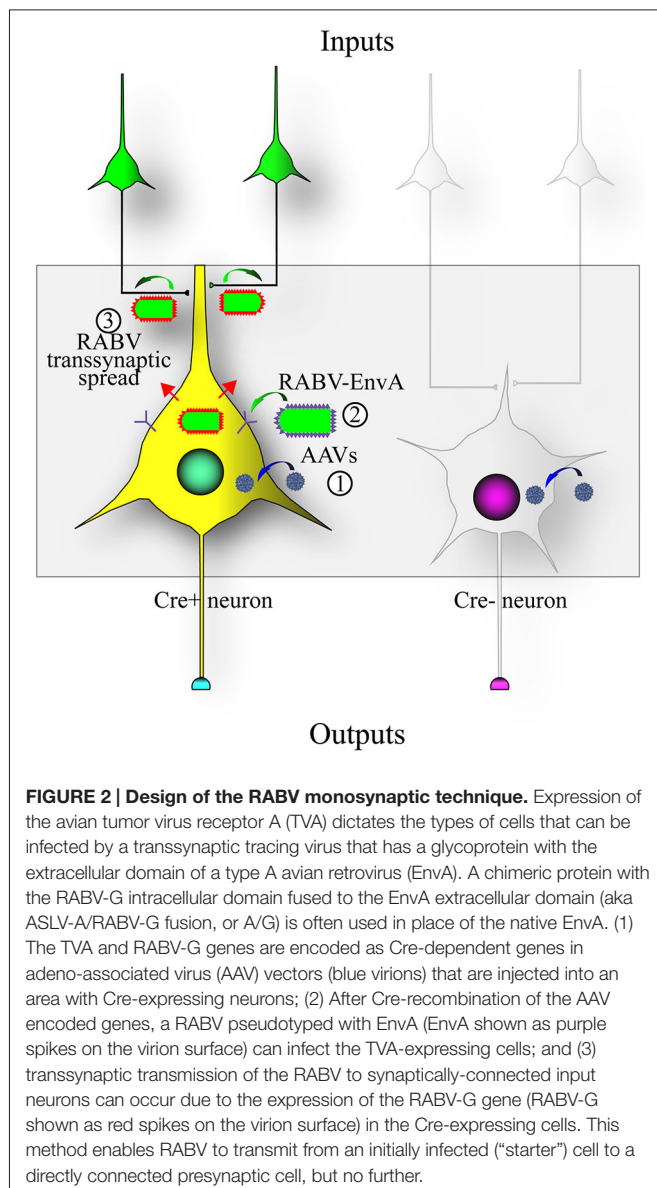 Inputs
③
RABV
transsynaptic
spread
RABV-EnvA
②
AAVs
①
Cre+ neuron
Cre- neuron
Outputs
FIGURE 2 | Design of the RABV monosynaptic technique. Expression of
the avian tumor virus receptor A (TVA) dictates the types of cells that can be
infected by a transsynaptic tracing virus that has a glycoprotein with the
extracellular domain of a type A avian retrovirus (EnvA). A chimeric protein with
the RABV-G intracellular domain fused to the EnvA extracellular domain (aka
ASLV-A/RABV-G fusion, or A/G) is often used in place of the native EnvA. (1)
The TVA and RABV-G genes are encoded as Cre-dependent genes in
adeno-associated virus (AAV) vectors (blue virions) that are injected into an
area with Cre-expressing neurons; (2) After Cre-recombination of the AAV
encoded genes, a RABV pseudotyped with EnvA (EnvA shown as purple
spikes on the virion surface) can infect the TVA-expressing cells; and (3)
transsynaptic transmission of the RABV to synaptically-connected input
neurons can occur due to the expression of the RABV-G gene (RABV-G
shown as red spikes on the virion surface) in the Cre-expressing cells. This
method enables RABV to transmit from an initially infected (“starter”) cell to a
directly connected presynaptic cell, but no further.